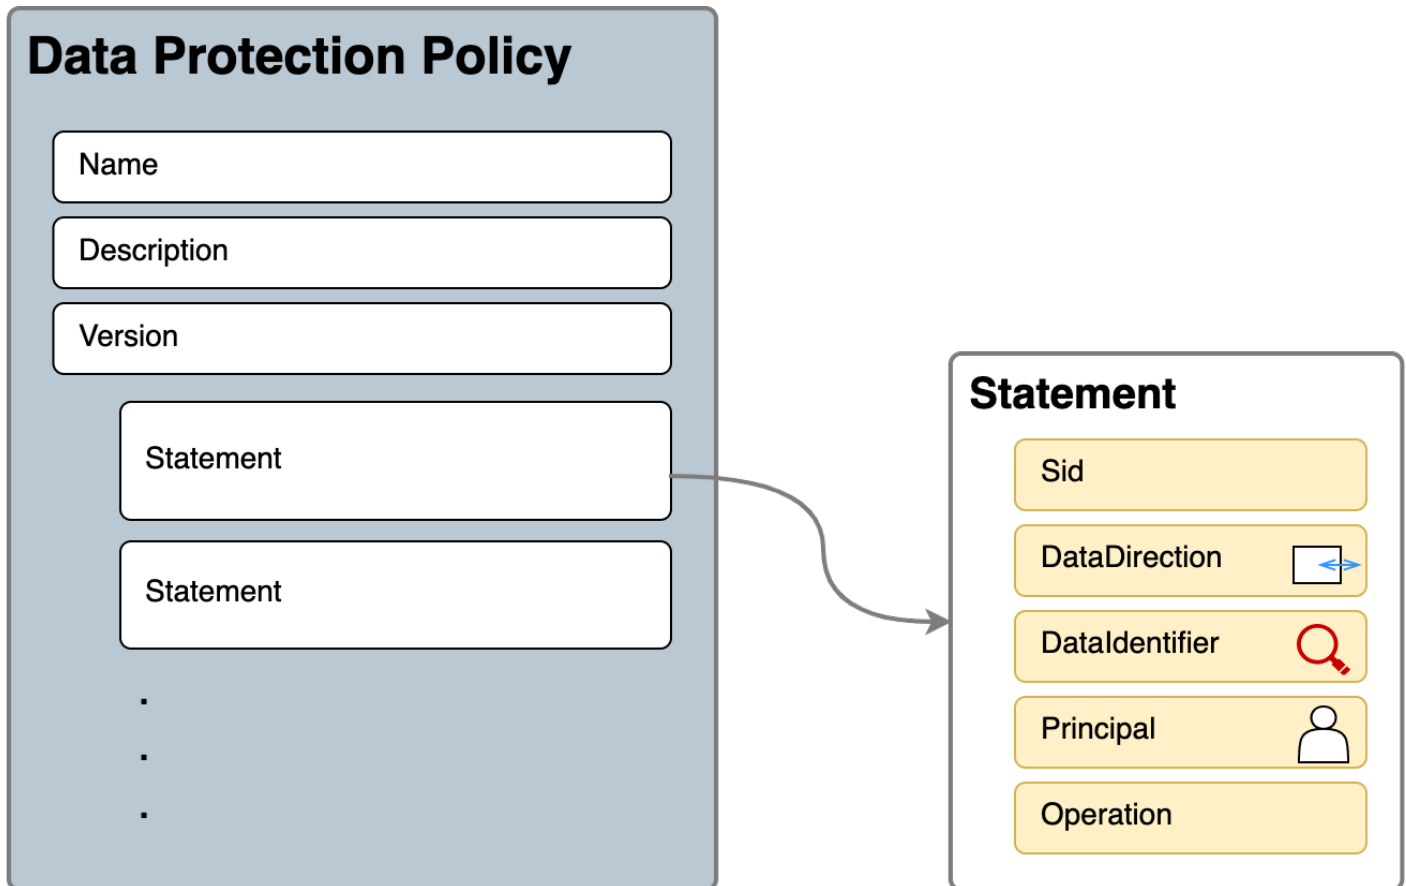 Data Protection Policy
Name
Description
Version
Statement
Statement
.
.
.
Statement
Sid
DataDirection
DataIdentifier
Principal
Operation